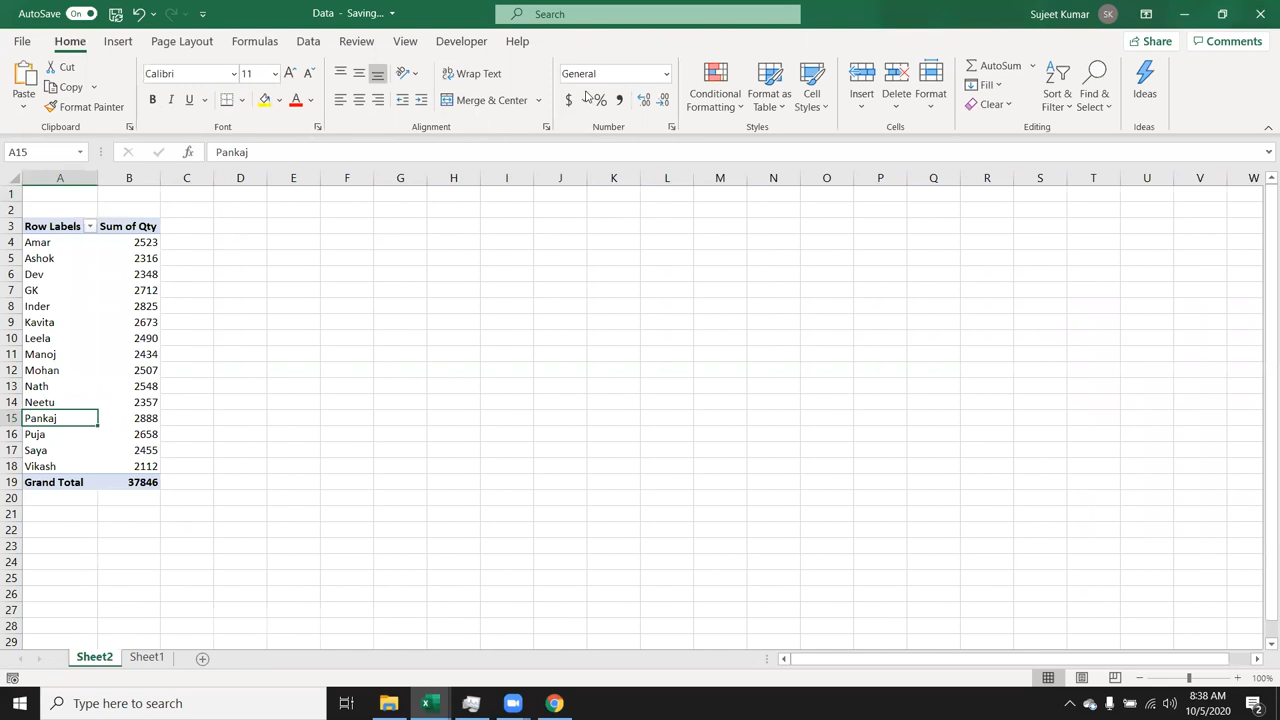 AutoSave Data - Saving... Search Sujeet Kumar SK
File Home Insert Page Layout Formulas Data Review View Developer Help Share Comments
Paste Cut Copy Format Painter Clipboard
Calibri 11 B I U A Font
Wrap Text Merge & Center Alignment
General $ % , Number
Conditional Formatting Format as Table Cell Styles Styles
Insert Delete Format Cells
AutoSum Fill Clear Sort & Filter Find & Select Editing
Ideas Ideas
A15 fx Pankaj
A B C D E F G H I J K L M N O P Q R S T U V W
1
2
3 Row Labels Sum of Qty
4 Amar 2523
5 Ashok 2316
6 Dev 2348
7 GK 2712
8 Inder 2825
9 Kavita 2673
10 Leela 2490
11 Manoj 2434
12 Mohan 2507
13 Nath 2548
14 Neetu 2357
15 Pankaj 2888
16 Puja 2658
17 Saya 2455
18 Vikash 2112
19 Grand Total 37846
20
21
22
23
24
25
26
27
28
29
Sheet2 Sheet1
100%
Type here to search
8:38 AM
10/5/2020
2